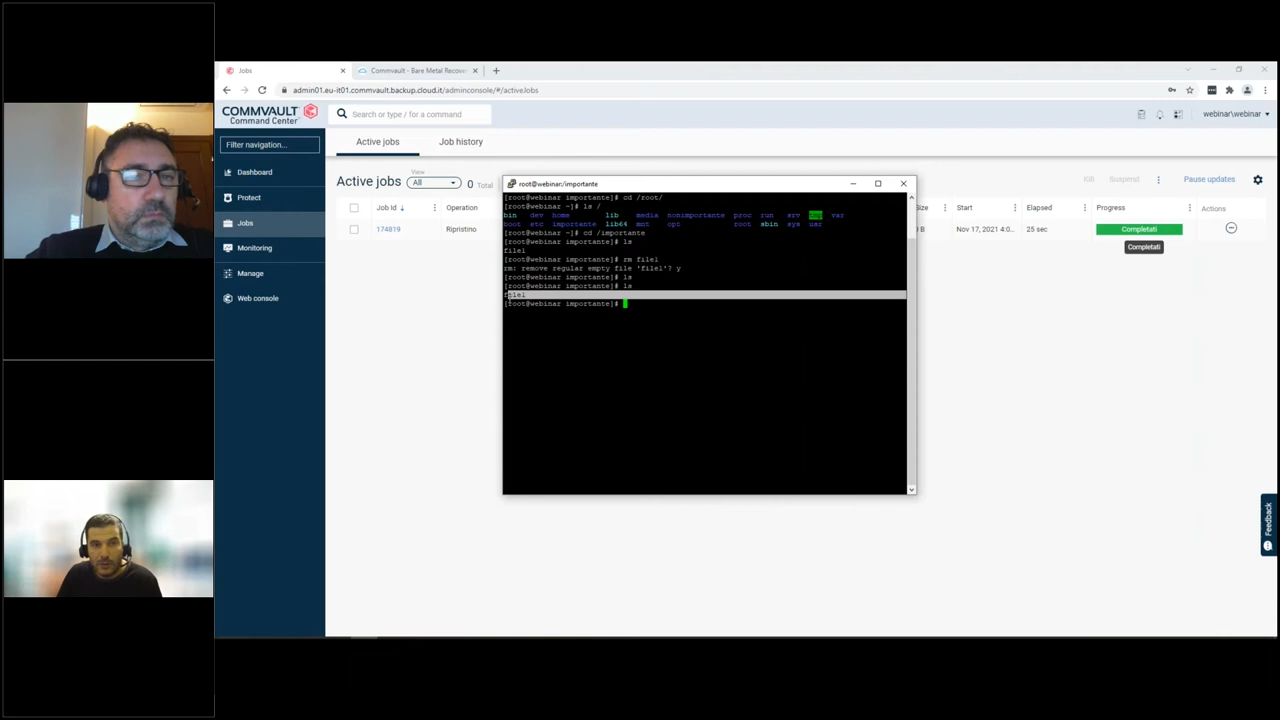 Jobs
Commvault - Bare Metal Recove
admin01.eu-it01.commvault.backup.cloud.it/adminconsole/#/activeJobs
COMMVAULT
Command Center™
Search or type / for a command
webinar\webinar
Filter navigation...
Dashboard
Protect
Jobs
Monitoring
Manage
Web console
Active jobs
Job history
Active jobs
View
All
0 Total
Kill
Suspend
Pause updates
Job Id
Operation
Size
Start
Elapsed
Progress
Actions
174819
Ripristino
0 B
Nov 17, 2021 4:0...
25 sec
Completati
Completati
root@webinar:/importante
[root@webinar importante]# cd /root/
[root@webinar ~]# ls /
bin dev home lib media nonimportante proc run srv tmp var
boot etc importante lib64 mnt opt root sbin sys usr
[root@webinar ~]# cd /importante
[root@webinar importante]# ls
file1
[root@webinar importante]# rm file1
rm: remove regular empty file 'file1'? y
[root@webinar importante]# ls
[root@webinar importante]# ls
file1
[root@webinar importante]#
Feedback